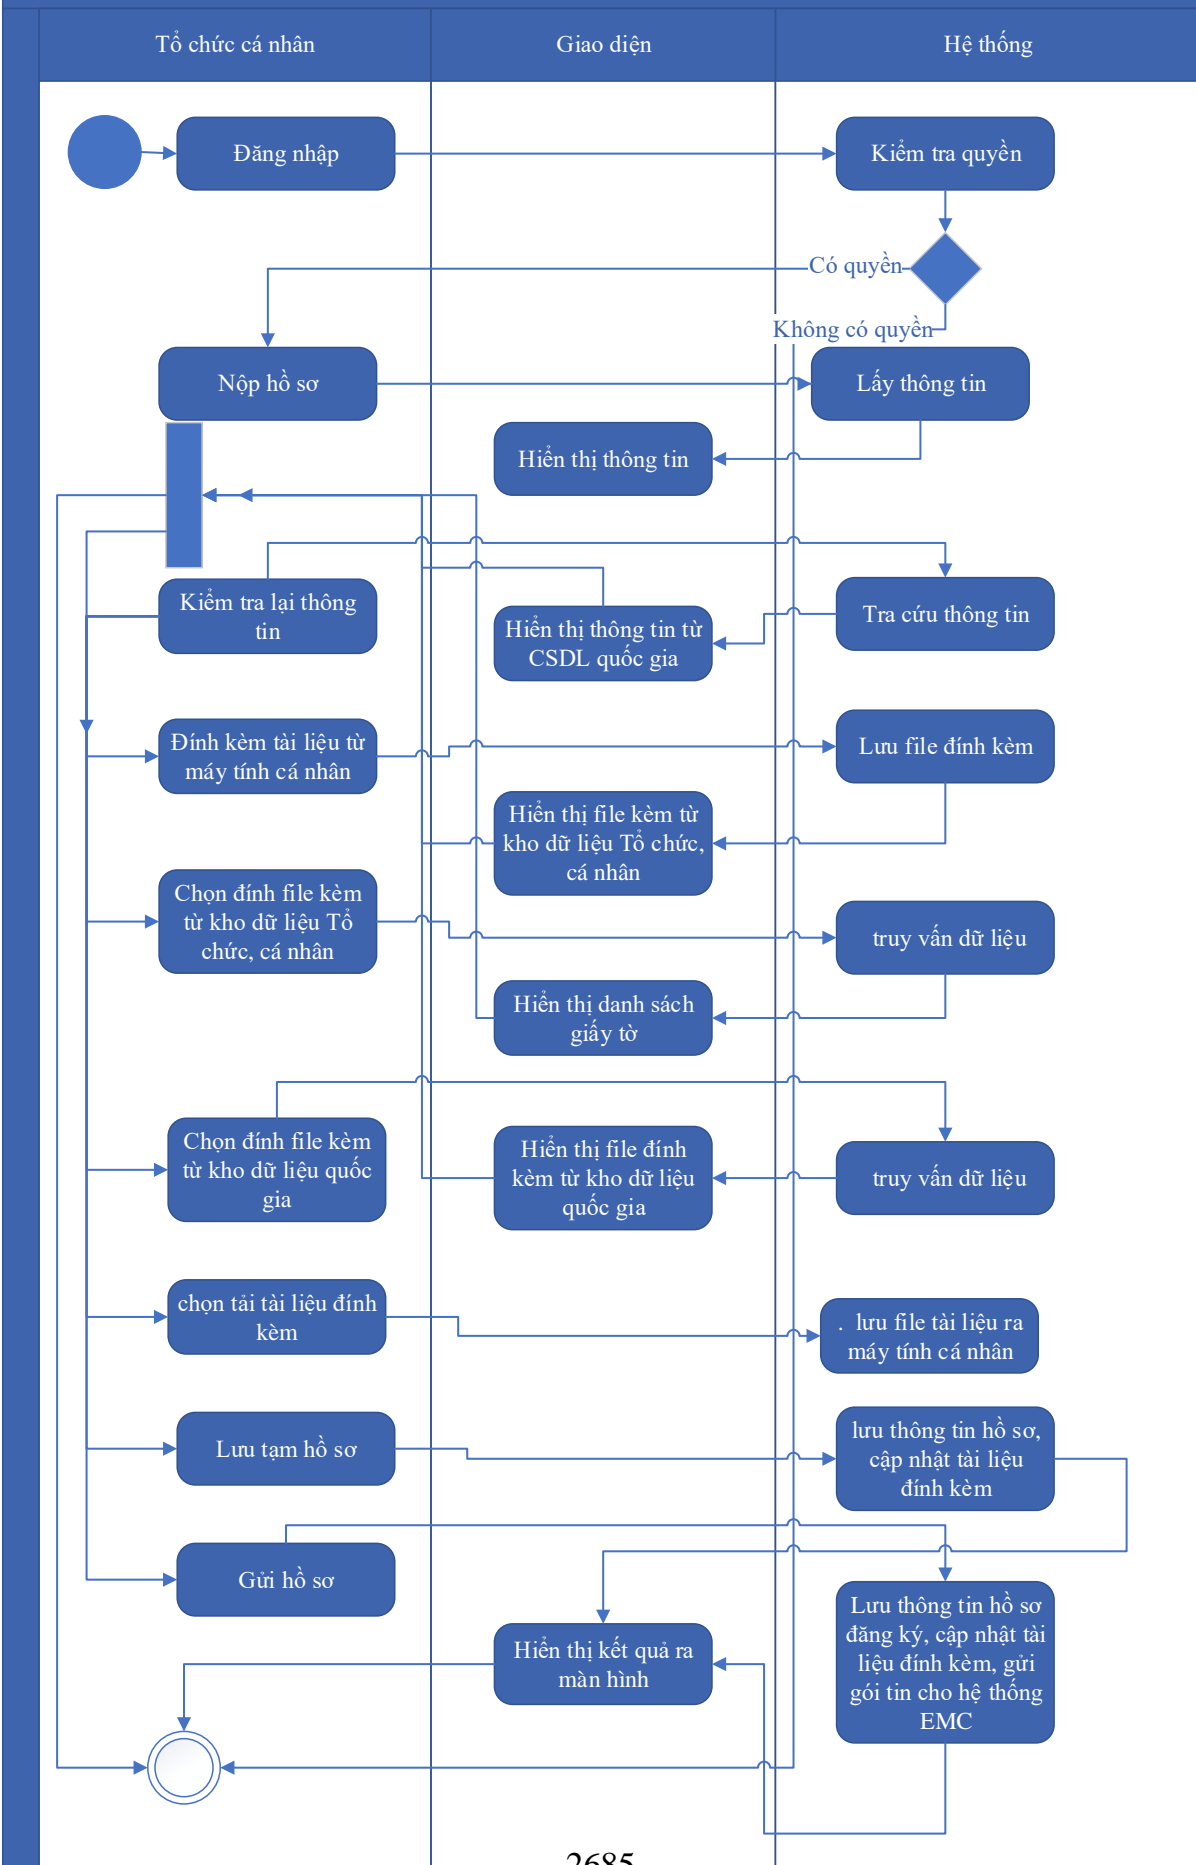 Tổ chức cá nhân
Giao diện
Hệ thống
Đăng nhập
Kiểm tra quyền
Có quyền
Không có quyền
Nộp hồ sơ
Lấy thông tin
Hiển thị thông tin
Kiểm tra lại thông
tin
Hiển thị thông tin từ
CSDL quốc gia
Tra cứu thông tin
Đính kèm tài liệu từ
máy tính cá nhân
Lưu file đính kèm
Hiển thị file kèm từ
kho dữ liệu Tổ chức,
cá nhân
Chọn đính file kèm
từ kho dữ liệu Tổ
chức, cá nhân
truy vấn dữ liệu
Hiển thị danh sách
giấy tờ
Chọn đính file kèm
từ kho dữ liệu quốc
gia
Hiển thị file đính
kèm từ kho dữ liệu
quốc gia
truy vấn dữ liệu
chọn tải tài liệu đính
kèm
. lưu file tài liệu ra
máy tính cá nhân
Lưu tạm hồ sơ
lưu thông tin hồ sơ,
cập nhật tài liệu
đính kèm
Gửi hồ sơ
Lưu thông tin hồ sơ
đăng ký, cập nhật tài
liệu đính kèm, gửi
gói tin cho hệ thống
EMC
Hiển thị kết quả ra
màn hình
2685